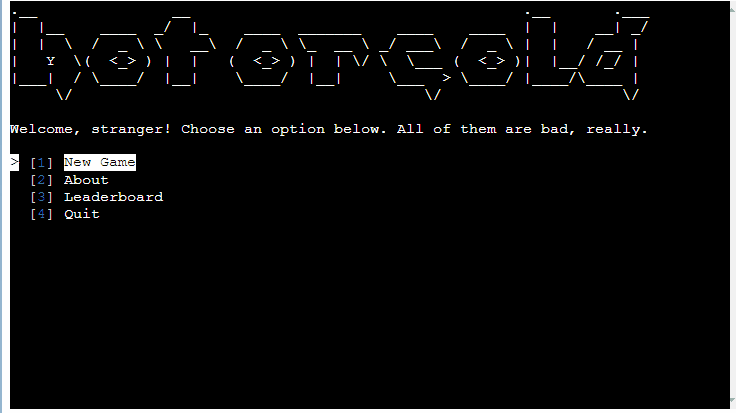 hotorcold
Welcome, stranger! Choose an option below. All of them are bad, really.
> [1] New Game
[2] About
[3] Leaderboard
[4] Quit